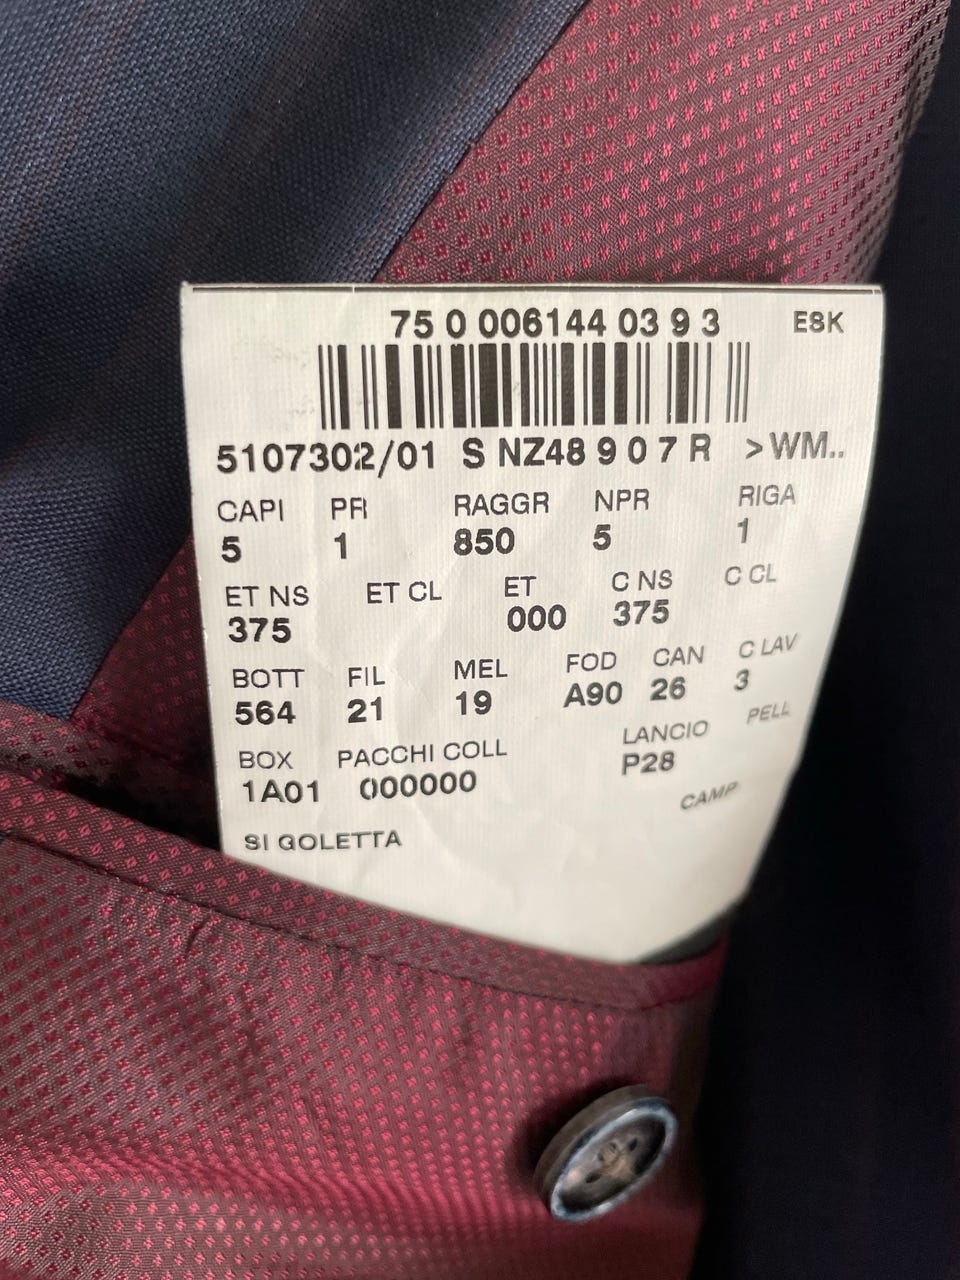 75 0 006144 03 9 3 ESK
5107302/01 S NZ48 9 0 7 R >WM..
CAPI PR RAGGR NPR RIGA
5 1 850 5 1
ET NS ET CL ET C NS C CL
375 000 375
BOTT FIL MEL FOD CAN C LAV
564 21 19 A90 26 3
BOX PACCHI COLL LANCIO PELL
1A01 000000 P28
CAMP
SI GOLETTA